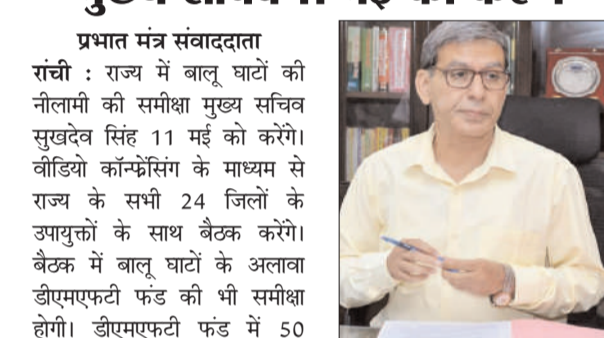 प्रभात मंत्र संवाददाता
रांची : राज्य में बालू घाटों की
नीलामी की समीक्षा मुख्य सचिव
सुखदेव सिंह 11 मई को करेंगे।
वीडियो कॉन्फ्रेंसिंग के माध्यम से
राज्य के सभी 24 जिलों के
उपायुक्तों के साथ बैठक करेंगे।
बैठक में बालू घाटों के अलावा
डीएमएफटी फंड की भी समीक्षा
होगी। डीएमएफटी फंड में 50